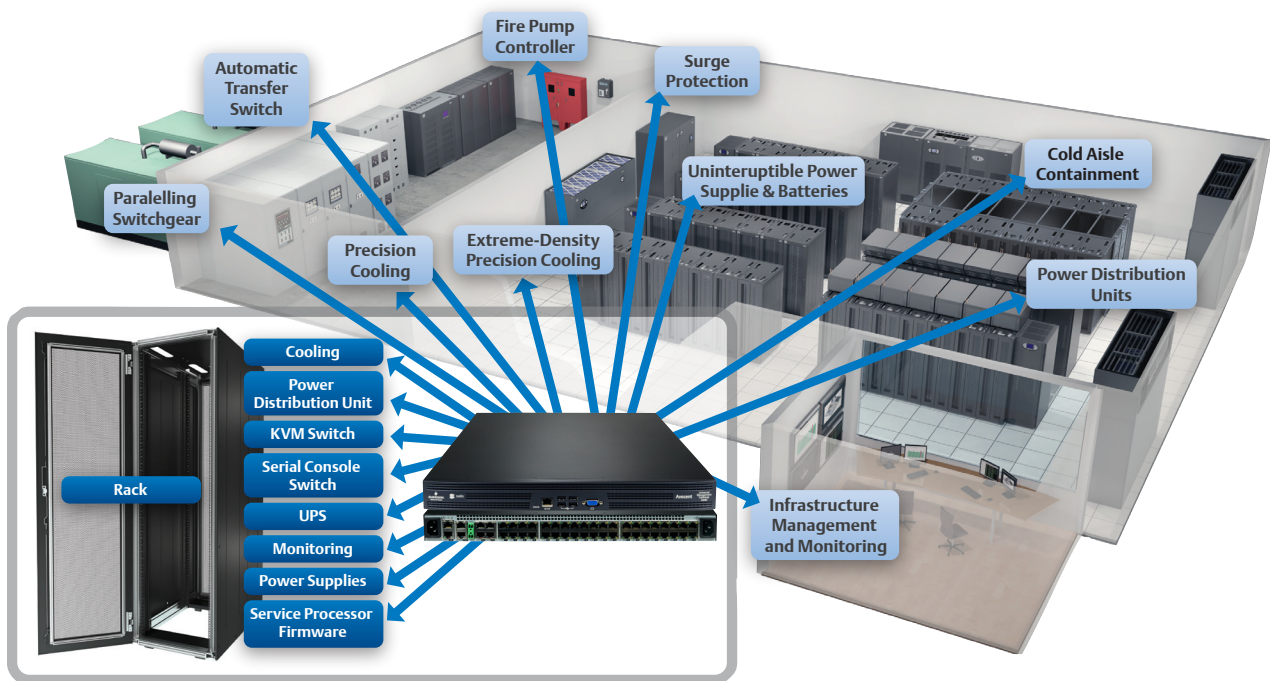 Fire Pump
Controller
Surge
Protection
Automatic
Transfer
Switch
Uninteruptible Power
Supplie & Batteries
Cold Aisle
Containment
Paralelling
Switchgear
Precision
Cooling
Extreme-Density
Precision Cooling
Power Distribution
Units
Cooling
Power
Distribution Unit
KVM Switch
Serial Console
Switch
Rack
UPS
Monitoring
Power Supplies
Service Processor
Firmware
Avocent
Infrastructure
Management
and Monitoring